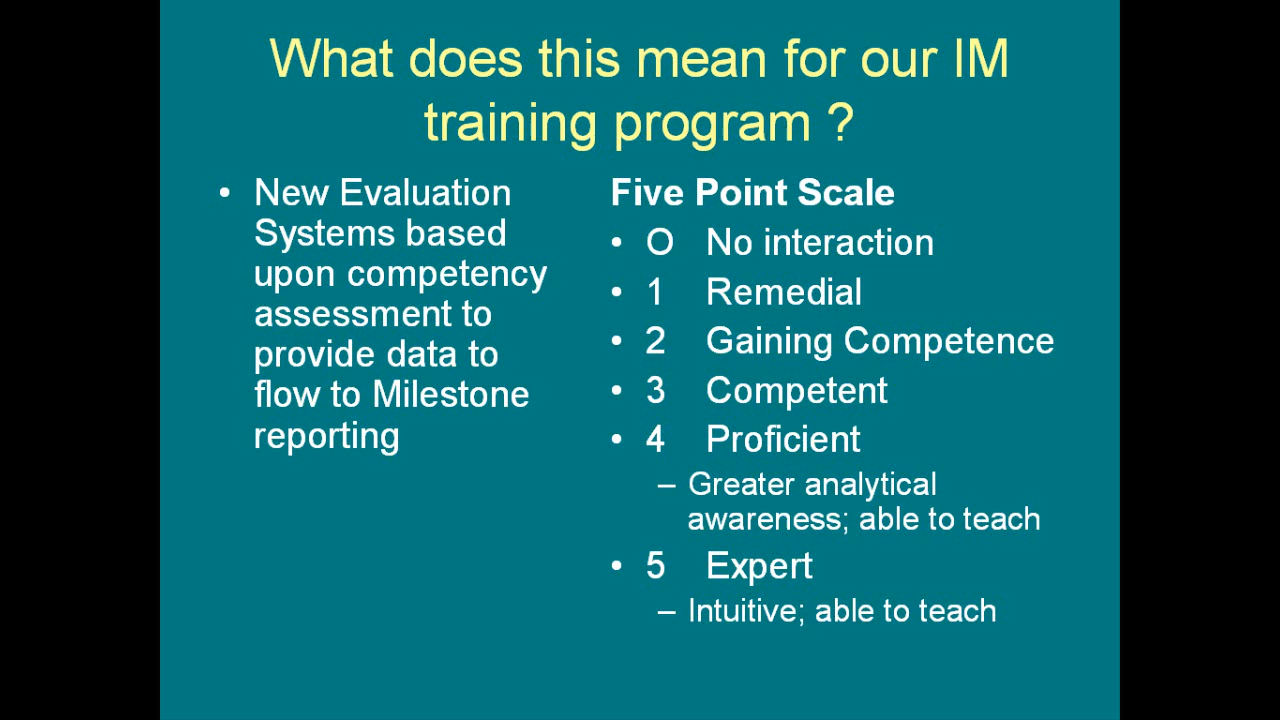 What does this mean for our IM
training program ?
• New Evaluation
Systems based
upon competency
assessment to
provide data to
flow to Milestone
reporting
Five Point Scale
• O No interaction
• 1 Remedial
• 2 Gaining Competence
• 3 Competent
• 4 Proficient
– Greater analytical
awareness; able to teach
• 5 Expert
– Intuitive; able to teach